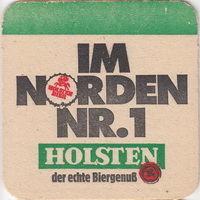 IM
NORDEN
NR.1
HOLSTEN
der echte Biergenuß